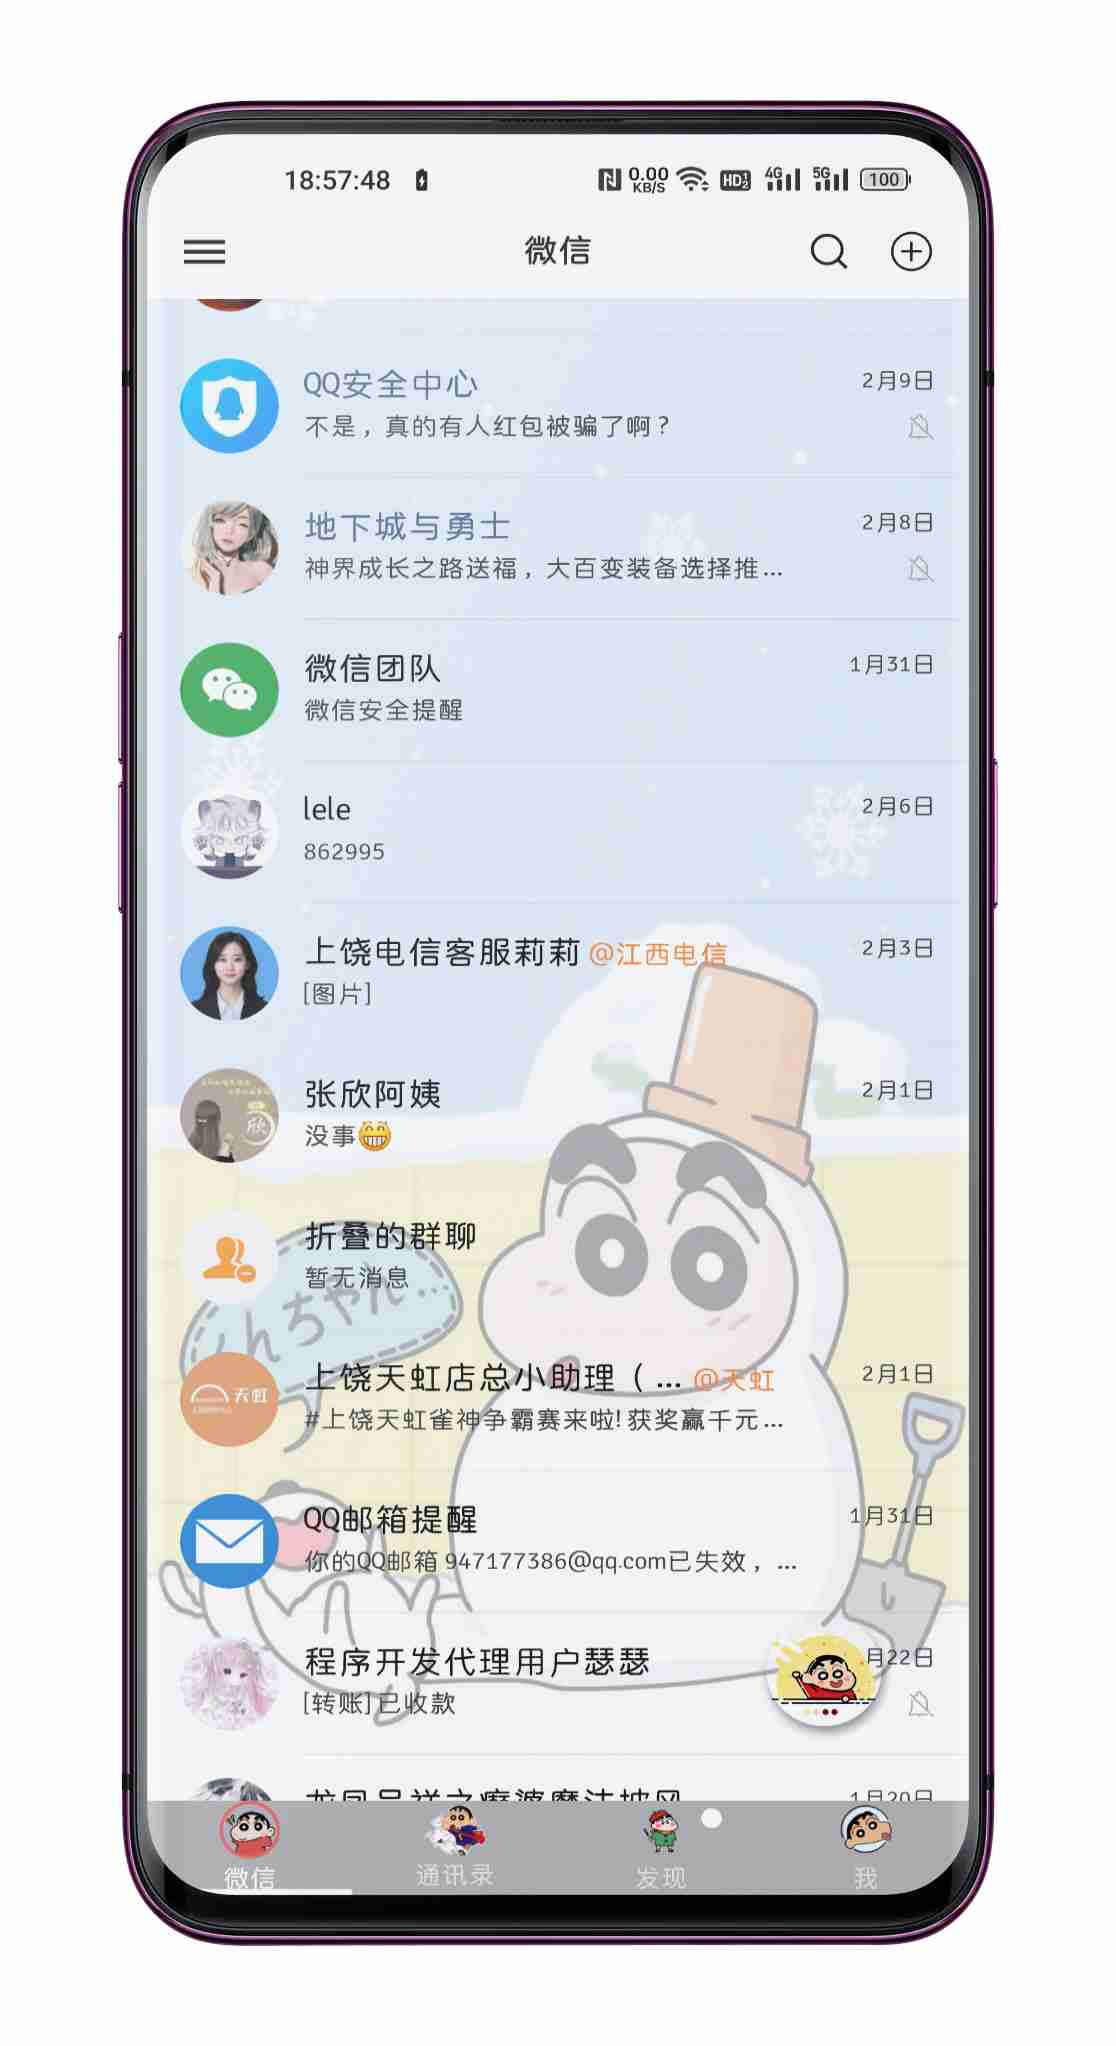 18:57:48
0.00
KB/S
HD 1 2
4G
5G
100
微信
QQ安全中心
2月9日
不是，真的有人红包被骗了啊？
地下城与勇士
2月8日
神界成长之路送福，大百变装备选择推...
微信团队
1月31日
微信安全提醒
lele
2月6日
862995
上饶电信客服莉莉 @江西电信
2月3日
[图片]
张欣阿姨
2月1日
没事😁
欣
折叠的群聊
暂无消息
んちゃん...
上饶天虹店总小助理（... @天虹
2月1日
#上饶天虹雀神争霸赛来啦!获奖赢千元...
天虹
QQ邮箱提醒
1月31日
你的QQ邮箱 947177386@qq.com已失效，...
程序开发代理用户瑟瑟
月22日
[转账]已收款
1月20日
微信
通讯录
发现
我